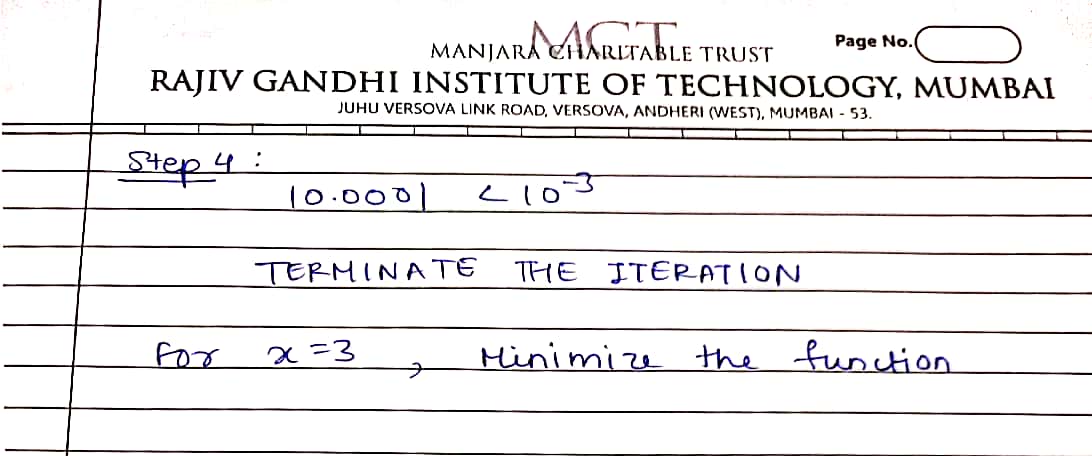 MCT
MANJARA CHARITABLE TRUST
Page No.
RAJIV GANDHI INSTITUTE OF TECHNOLOGY, MUMBAI
JUHU VERSOVA LINK ROAD, VERSOVA, ANDHERI (WEST), MUMBAI - 53.
Step 4 :
|0.000| < 10⁻³
TERMINATE THE ITERATION
For x = 3 , Minimize the function